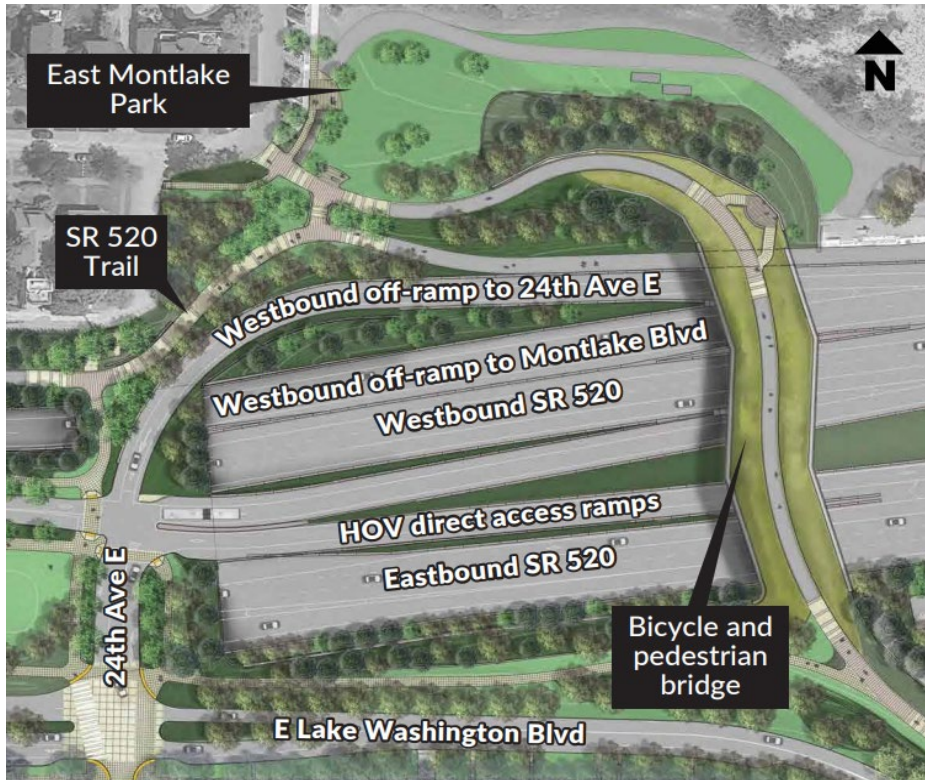 East Montlake
Park
N
SR 520
Trail
Westbound off-ramp to 24th Ave E
Westbound off-ramp to Montlake Blvd
Westbound SR 520
HOV direct access ramps
Eastbound SR 520
24th Ave E
Bicycle and
pedestrian
bridge
E Lake Washington Blvd